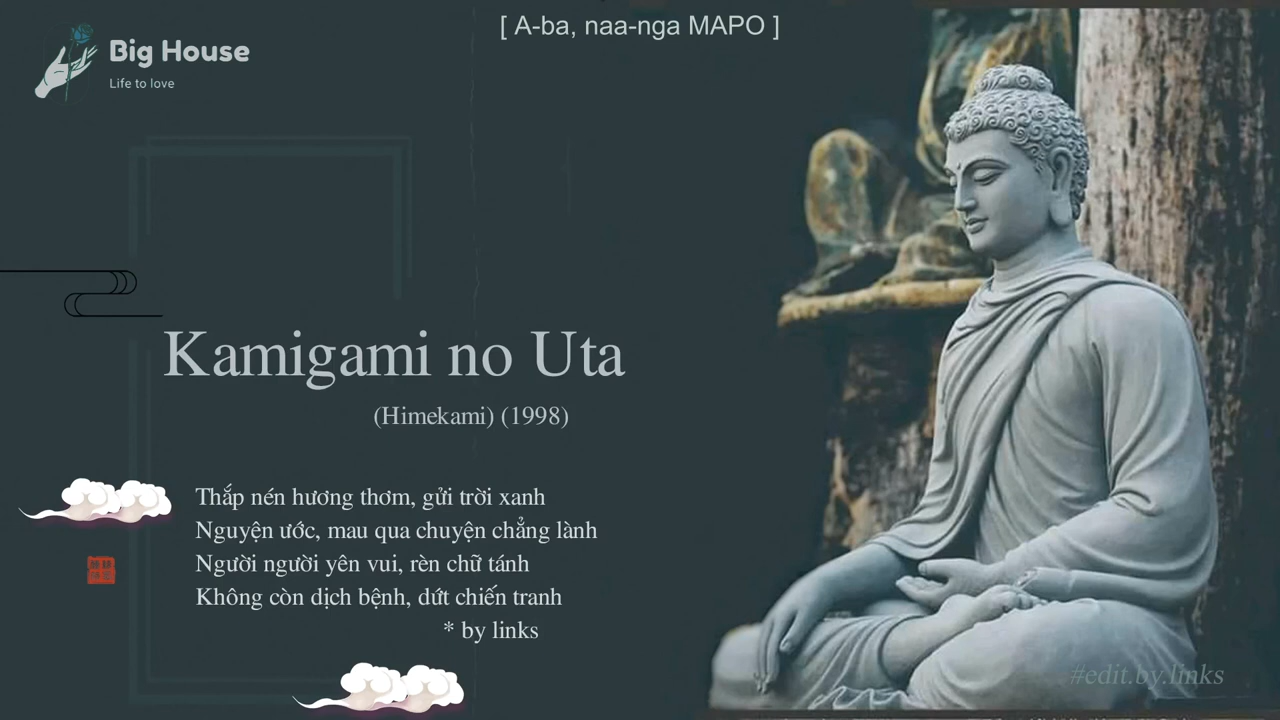 [ A-ba, naa-nga MAPO ]
Big House
Life to love
Kamigami no Uta
(Himekami) (1998)
Thắp nén hương thơm, gửi trời xanh
Nguyện ước, mau qua chuyện chẳng lành
Người người yên vui, rèn chữ tánh
Không còn dịch bệnh, dứt chiến tranh
* by links
#edit.by.links